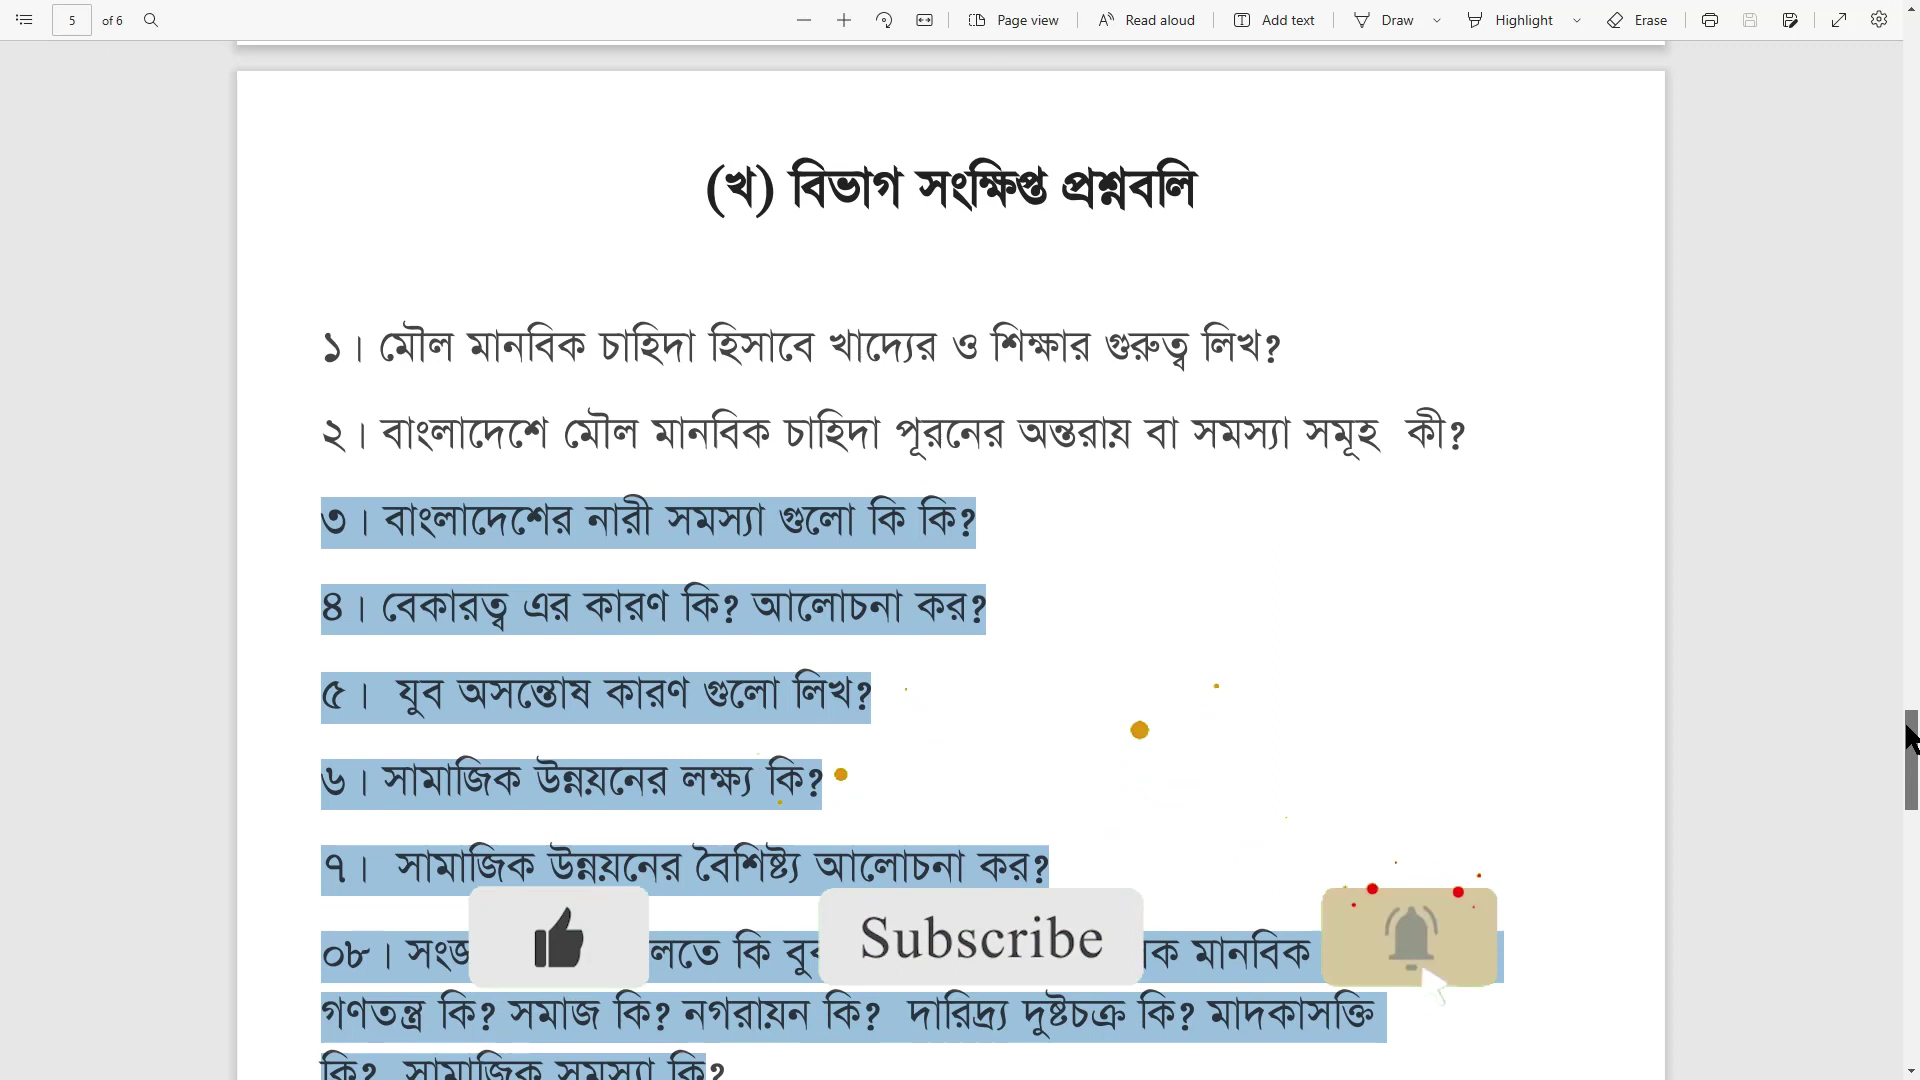 5 of 6 Page view Read aloud Add text Draw Highlight Erase
(খ) বিভাগ সংক্ষিপ্ত প্রশ্নবলি
১। মৌল মানবিক চাহিদা হিসাবে খাদ্যের ও শিক্ষার গুরুত্ব লিখ?
২। বাংলাদেশে মৌল মানবিক চাহিদা পূরনের অন্তরায় বা সমস্যা সমূহ কী?
৩। বাংলাদেশের নারী সমস্যা গুলো কি কি?
৪। বেকারত্ব এর কারণ কি? আলোচনা কর?
৫। যুব অসন্তোষ কারণ গুলো লিখ?
৬। সামাজিক উন্নয়নের লক্ষ্য কি?
৭। সামাজিক উন্নয়নের বৈশিষ্ট্য আলোচনা কর?
০৮। কি মানবিক
Subscribe
গণতন্ত্র কি? সমাজ কি? নগরায়ন কি? দারিদ্র্য দুষ্টচক্র কি? মাদকাসক্তি
কি? সামাজিক সমস্যা কি?